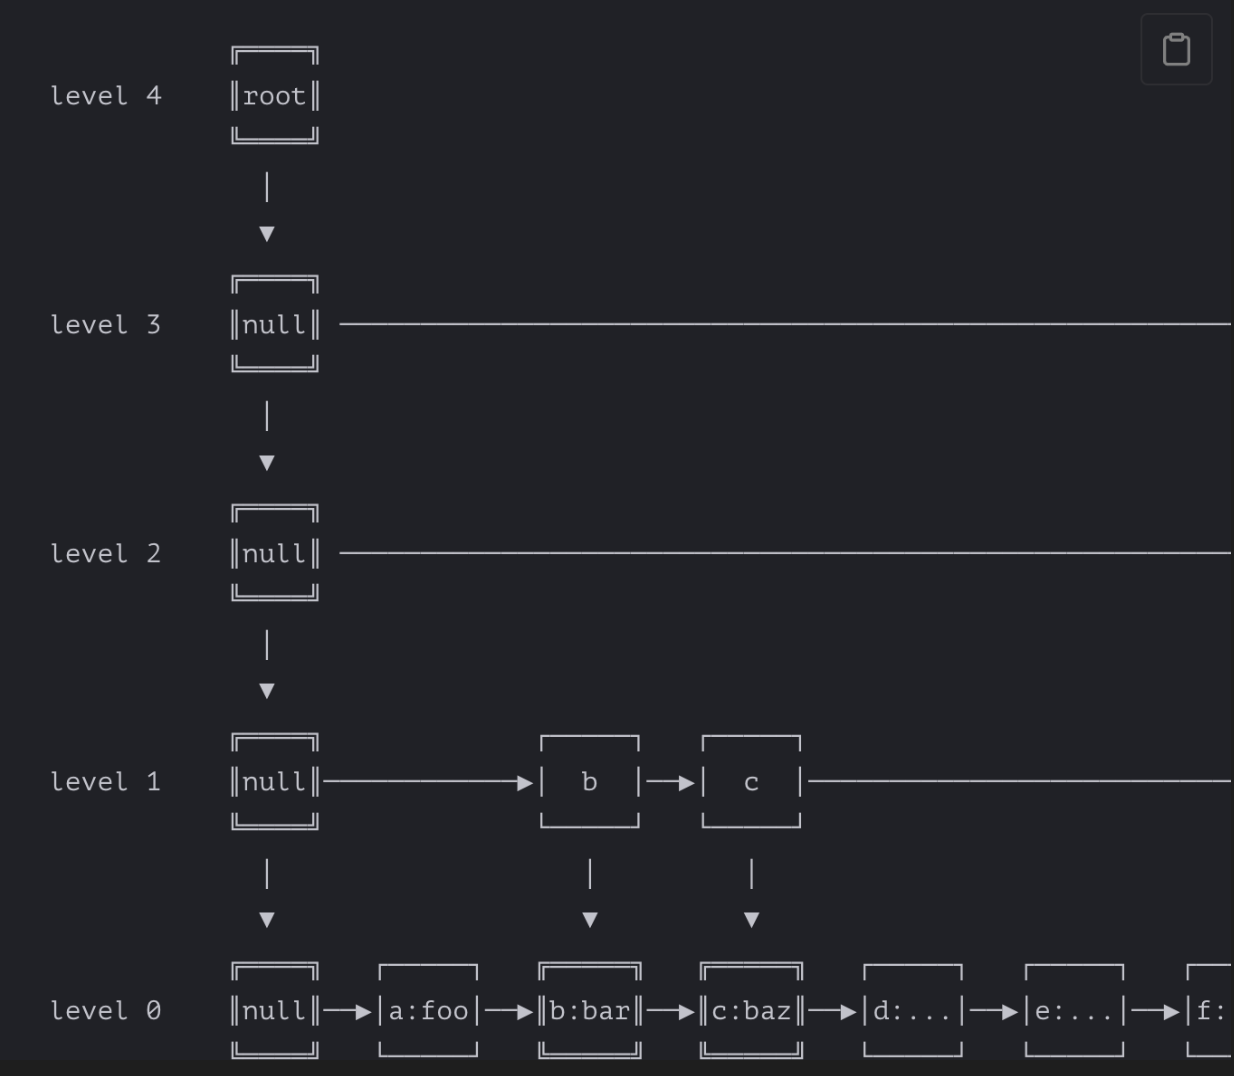 level 4 root
level 3 null
level 2 null
level 1 null b c
level 0 null a:foo b:bar c:baz d:... e:... f: